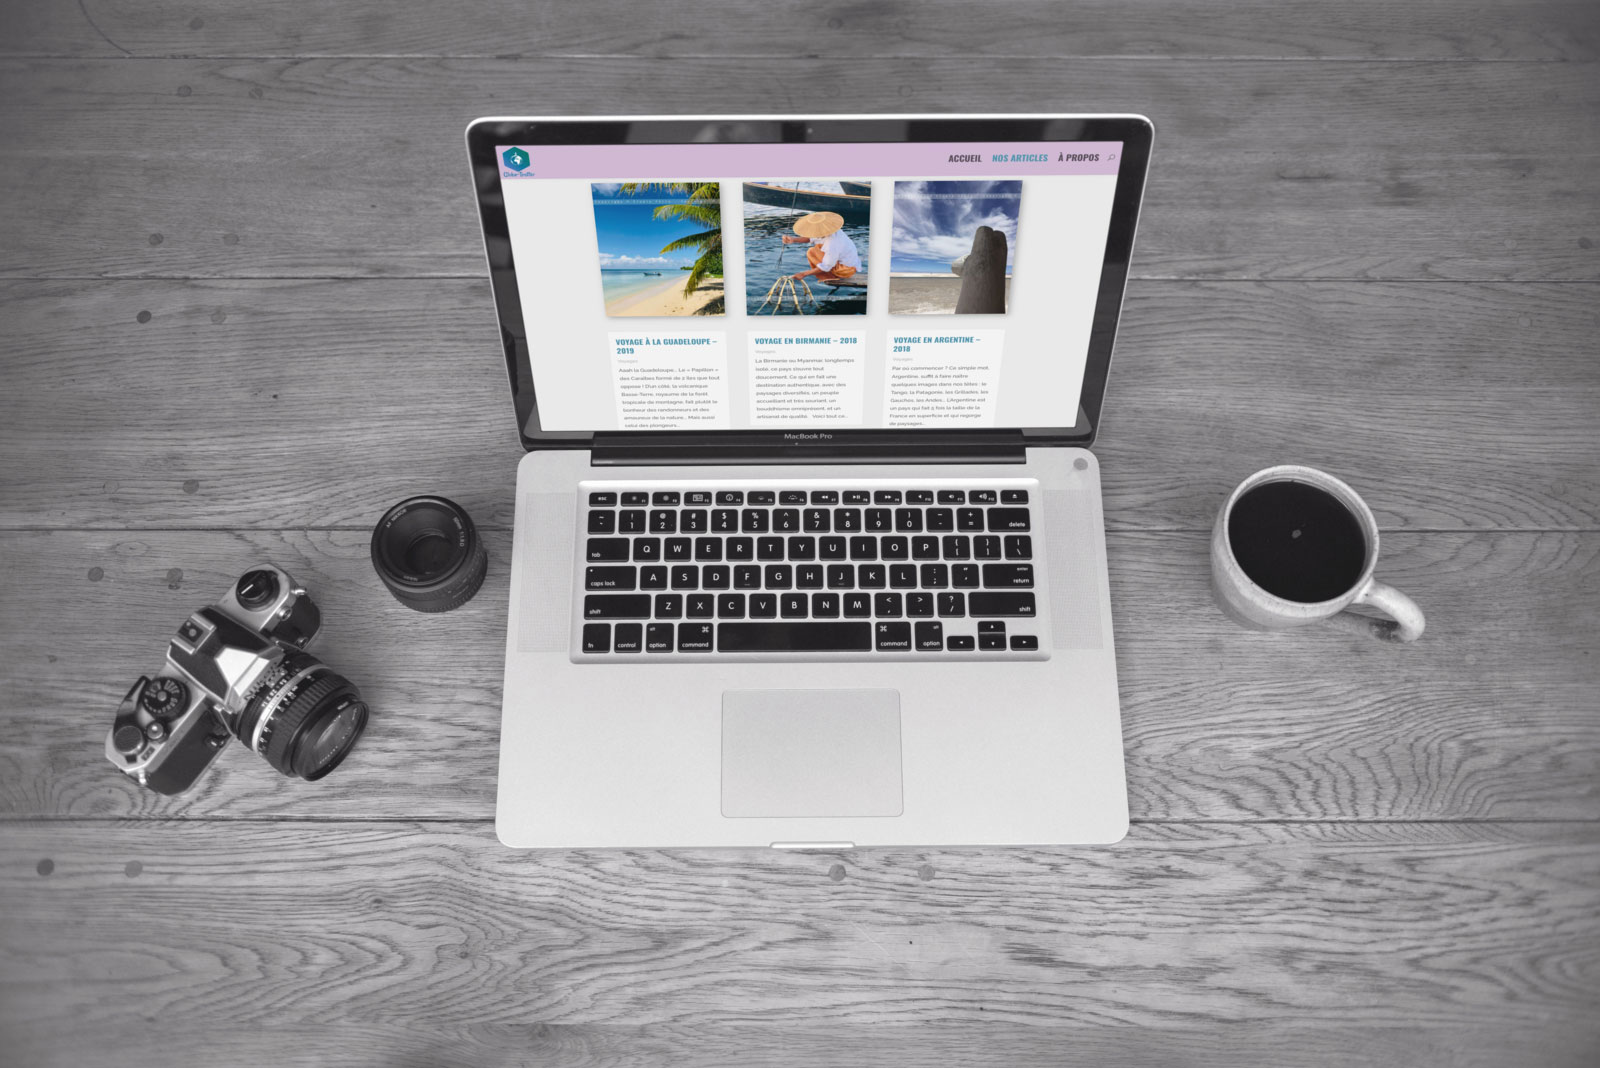 Globe-Trotter
ACCUEIL NOS ARTICLES À PROPOS
VOYAGE À LA GUADELOUPE –
2019
Voyages
Aaah la Guadeloupe… Le « Papillon »
des Caraïbes formé de 2 îles que tout
oppose ! D'un côté, la volcanique
Basse-Terre, royaume de la forêt
tropicale de montagne, fait plutôt le
bonheur des randonneurs et des
amoureux de la nature… Mais aussi
celui des plongeurs…
VOYAGE EN BIRMANIE – 2018
Voyages
La Birmanie ou Myanmar, longtemps
isolé, ce pays s'ouvre tout
doucement. Ce qui en fait une
destination authentique, avec des
paysages diversifiés, un peuple
accueillant et très souriant, un
bouddhisme omniprésent, et un
artisanat de qualité… Voici tout ce…
VOYAGE EN ARGENTINE –
2018
Voyages
Par où commencer ? Ce simple mot,
Argentine, suffit à faire naître
quelques images dans nos têtes : le
Tango, la Patagonie, les Grillades, les
Gauchos, les Andes… L'Argentine est
un pays qui fait 5 fois la taille de la
France en superficie et qui regorge
de paysages…
MacBook Pro
esc
~ ! @ # $ % ^ & * ( ) _ +
` 1 2 3 4 5 6 7 8 9 0 - = delete
tab Q W E R T Y U I O P { [ } ] | \
caps lock A S D F G H J K L : ; " ' enter return
shift Z X C V B N M < , > . ? / shift
fn control alt option ⌘ command ⌘ command alt option